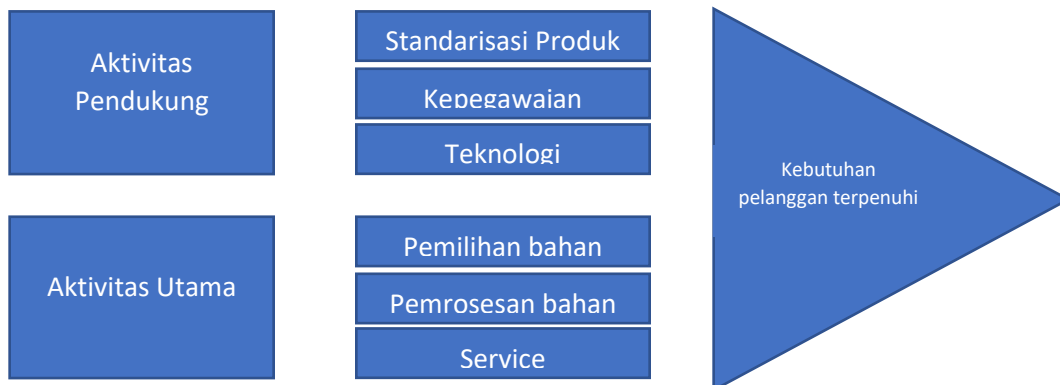 Aktivitas
Pendukung
Standarisasi Produk
Kepegawaian
Teknologi
Kebutuhan
pelanggan terpenuhi
Aktivitas Utama
Pemilihan bahan
Pemrosesan bahan
Service